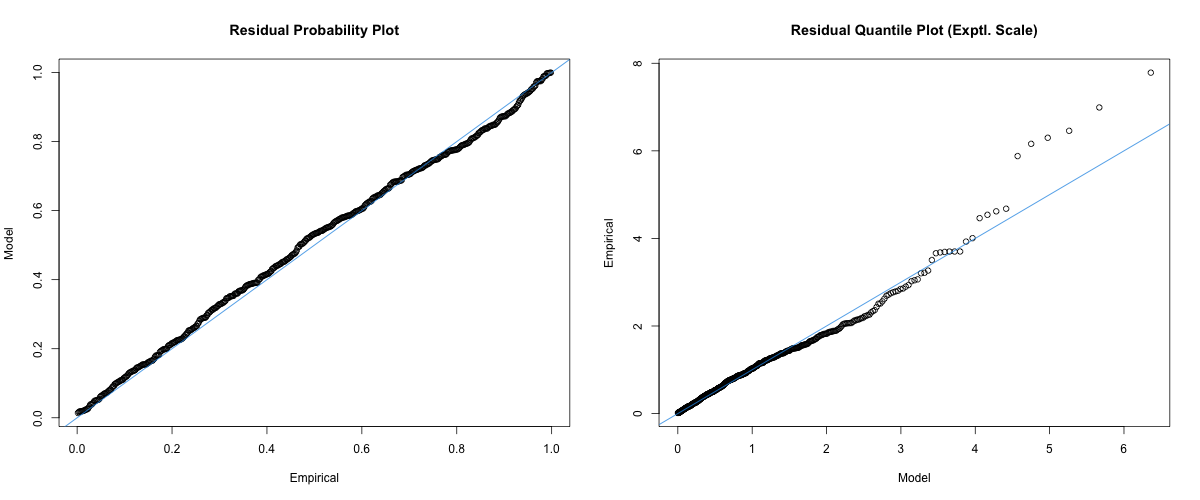 Residual Probability Plot
Model
0.0 0.2 0.4 0.6 0.8 1.0
0.0 0.2 0.4 0.6 0.8 1.0
Empirical
Residual Quantile Plot (Exptl. Scale)
Empirical
0 2 4 6 8
0 1 2 3 4 5 6
Model